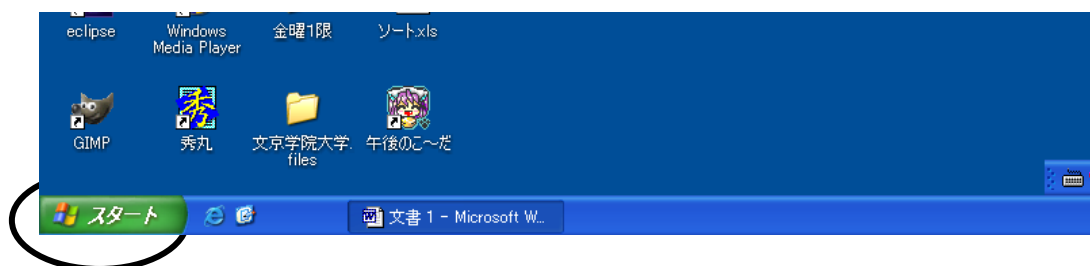 eclipse
Windows
Media Player
金曜1限
ソート.xls
GIMP
秀丸
秀
文京学院大学.
files
午後のこ～だ
スタート
文書 1 - Microsoft W...